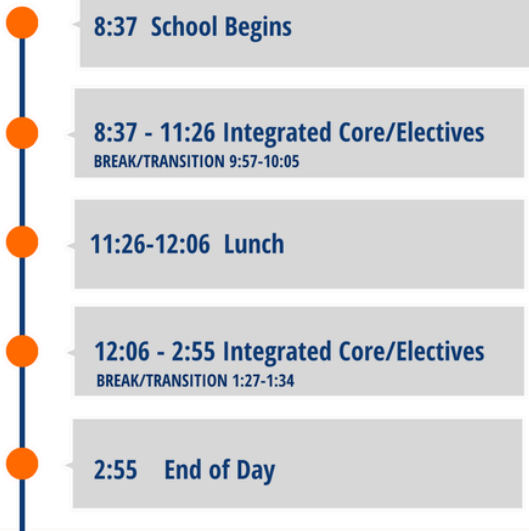 8:37 School Begins
8:37 - 11:26 Integrated Core/Electives
BREAK/TRANSITION 9:57-10:05
11:26-12:06 Lunch
12:06 - 2:55 Integrated Core/Electives
BREAK/TRANSITION 1:27-1:34
2:55 End of Day